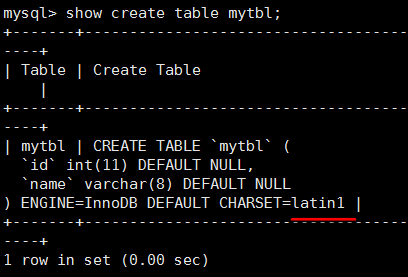 mysql> show create table mytbl;
+-------+--------------------------------------
----+
| Table | Create Table
    |
+-------+--------------------------------------
----+
| mytbl | CREATE TABLE `mytbl` (
  `id` int(11) DEFAULT NULL,
  `name` varchar(8) DEFAULT NULL
) ENGINE=InnoDB DEFAULT CHARSET=latin1 |
+-------+--------------------------------------
----+
1 row in set (0.00 sec)